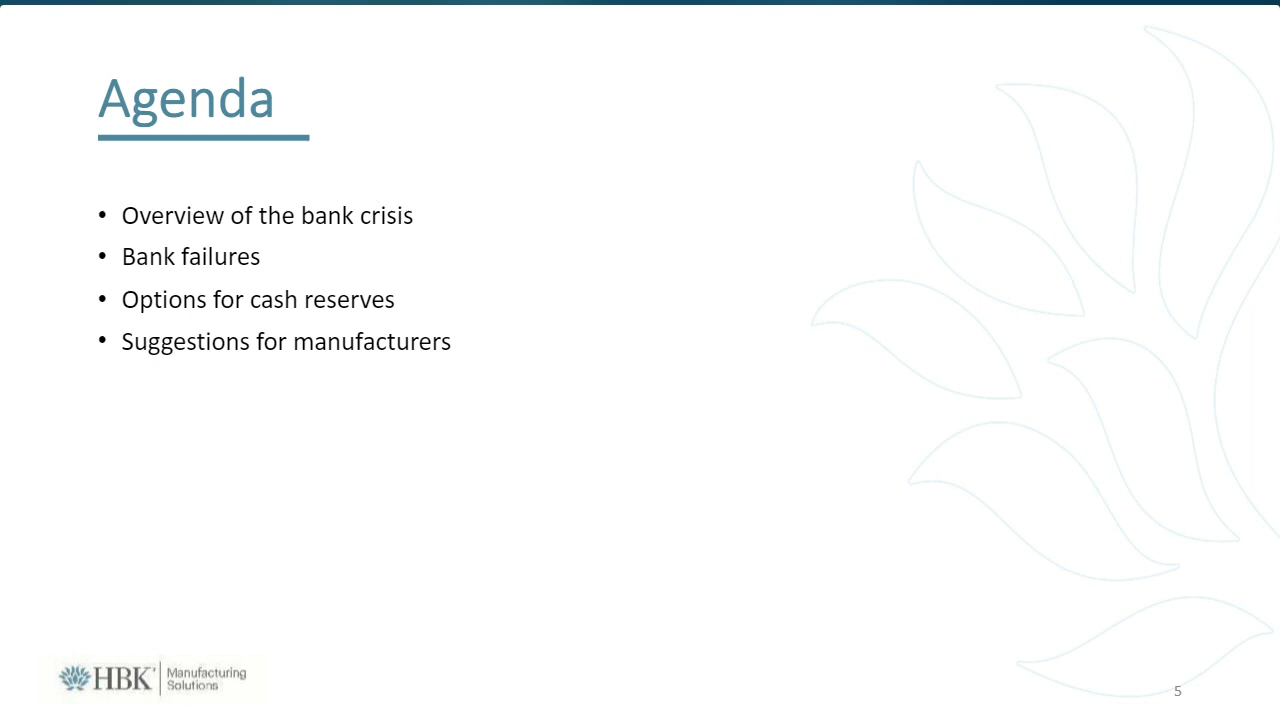 Agenda
• Overview of the bank crisis
• Bank failures
• Options for cash reserves
• Suggestions for manufacturers
HBK
Manufacturing
Solutions
5